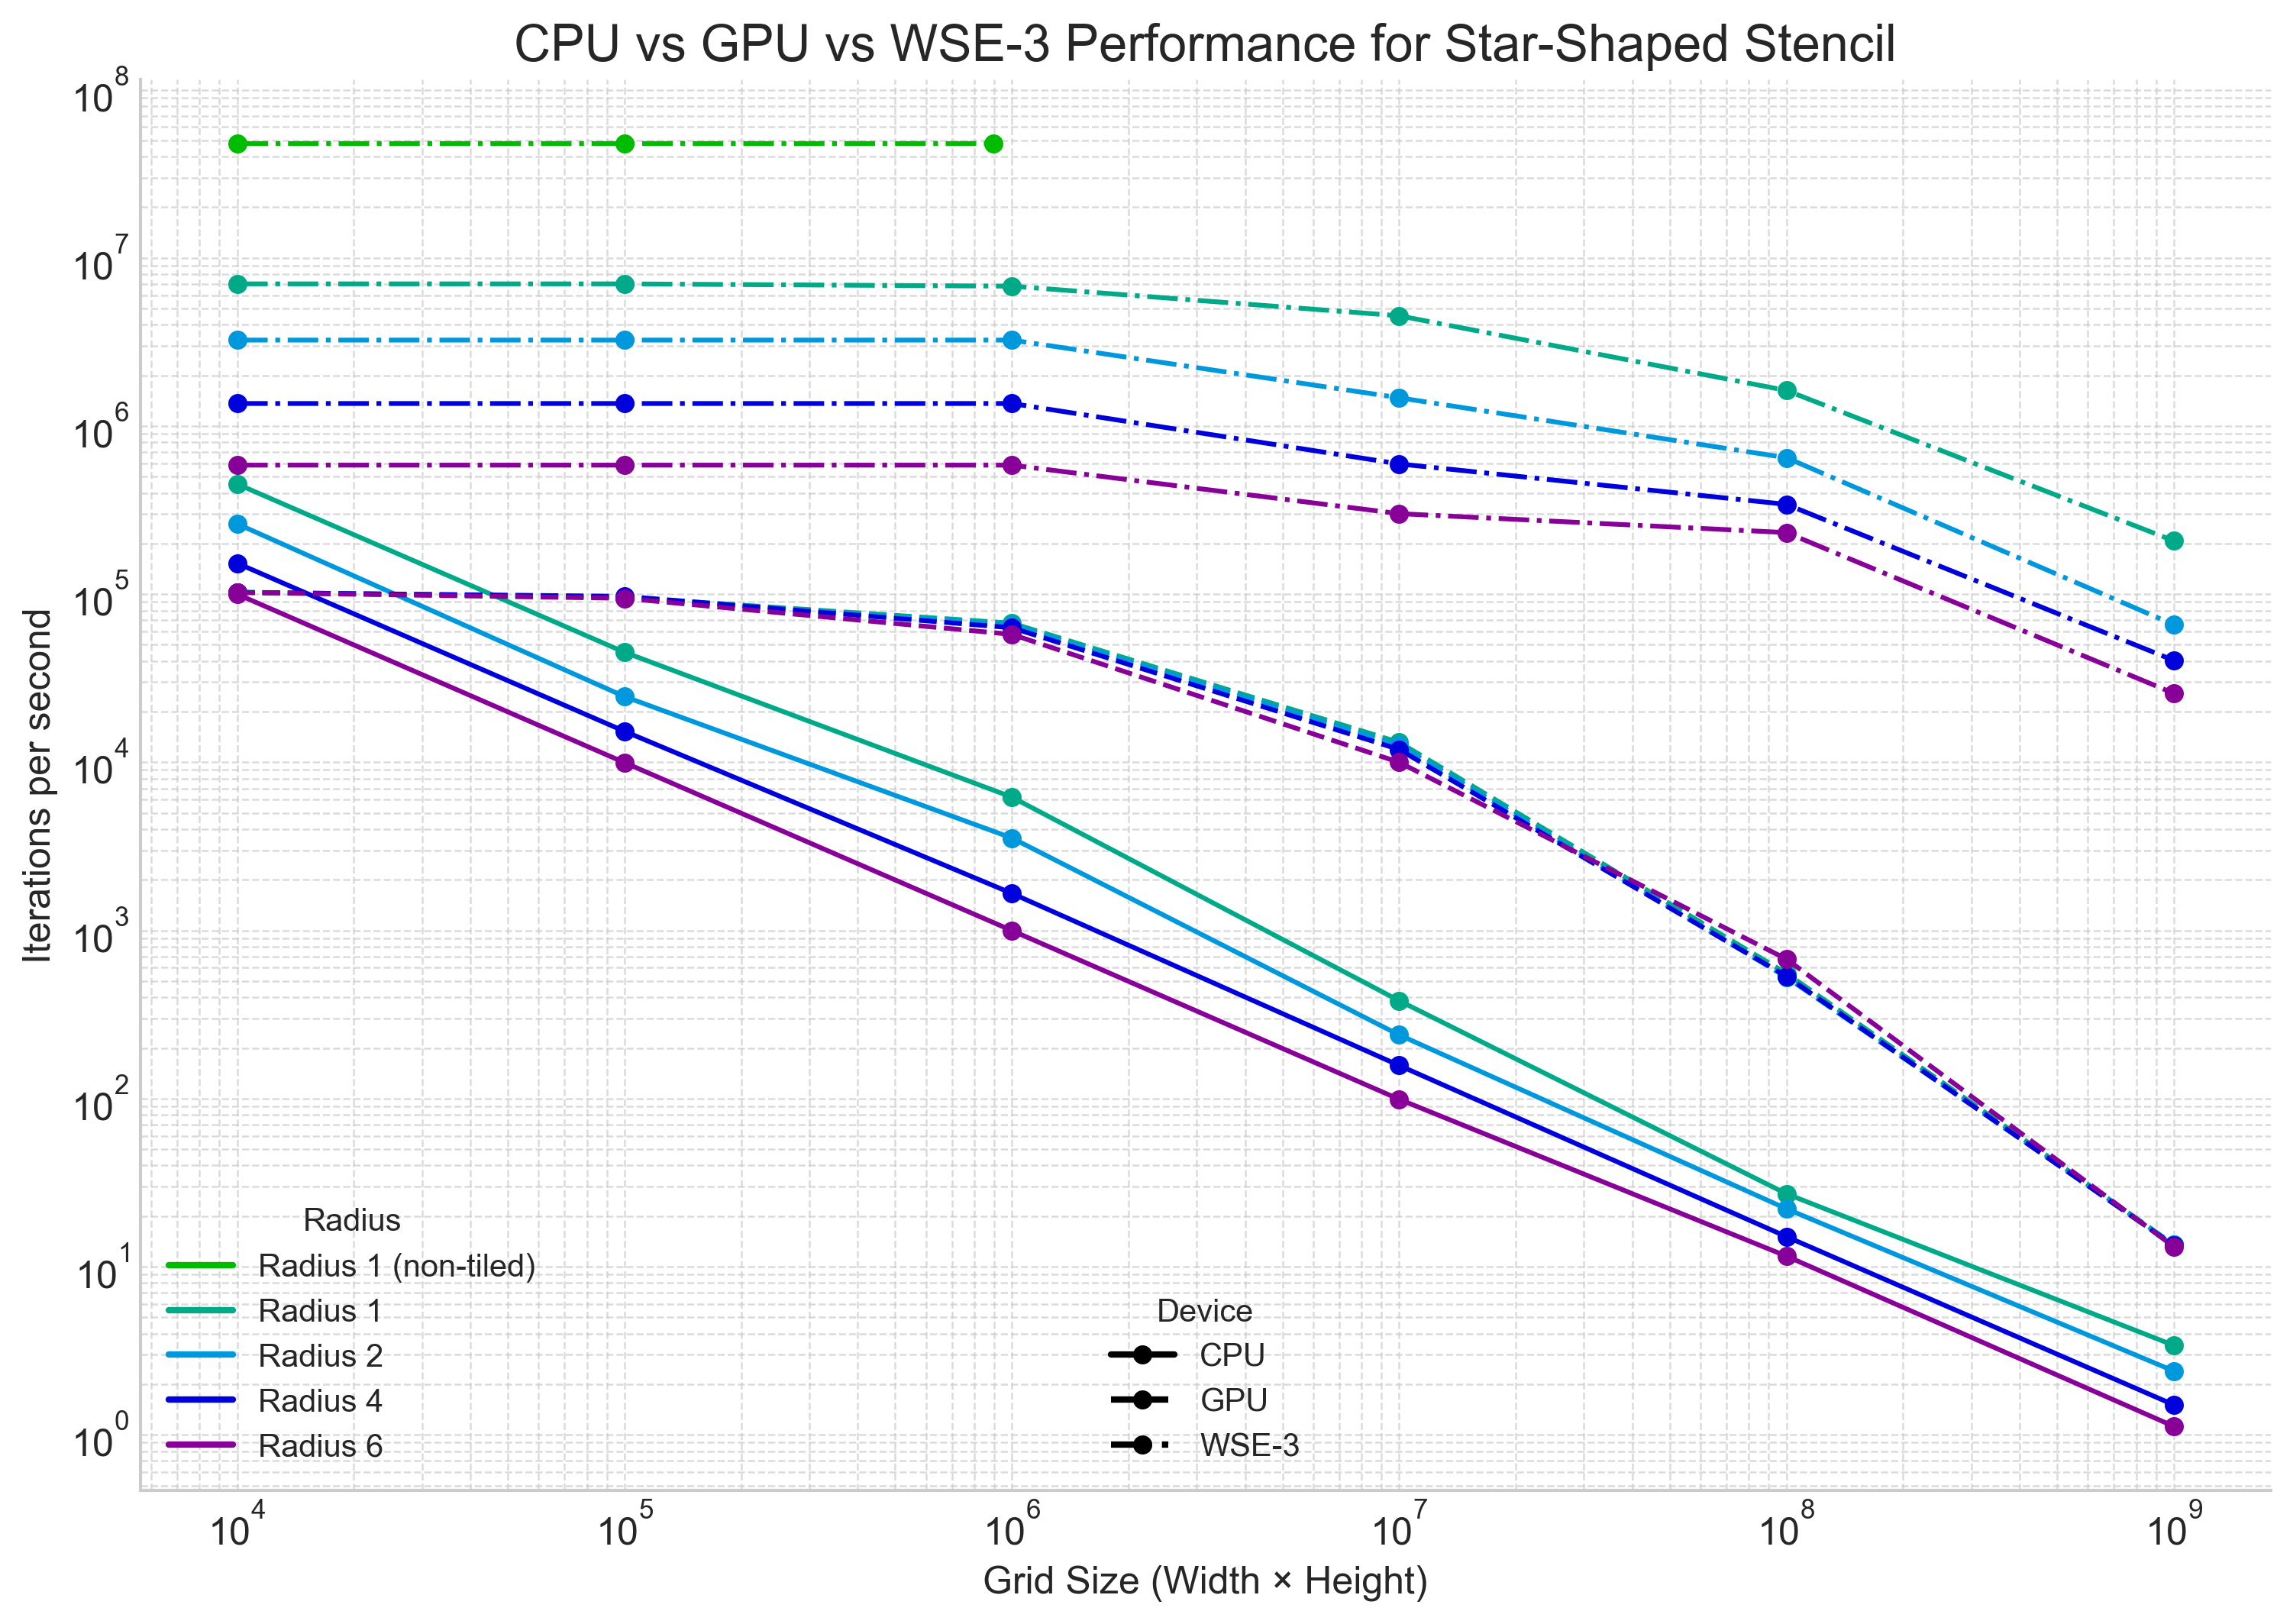 CPU vs GPU vs WSE-3 Performance for Star-Shaped Stencil
Iterations per second
10^8
10^7
10^6
10^5
10^4
10^3
10^2
10^1
10^0
Radius
Radius 1 (non-tiled)
Radius 1
Radius 2
Radius 4
Radius 6
Device
CPU
GPU
WSE-3
10^4 10^5 10^6 10^7 10^8 10^9
Grid Size (Width × Height)